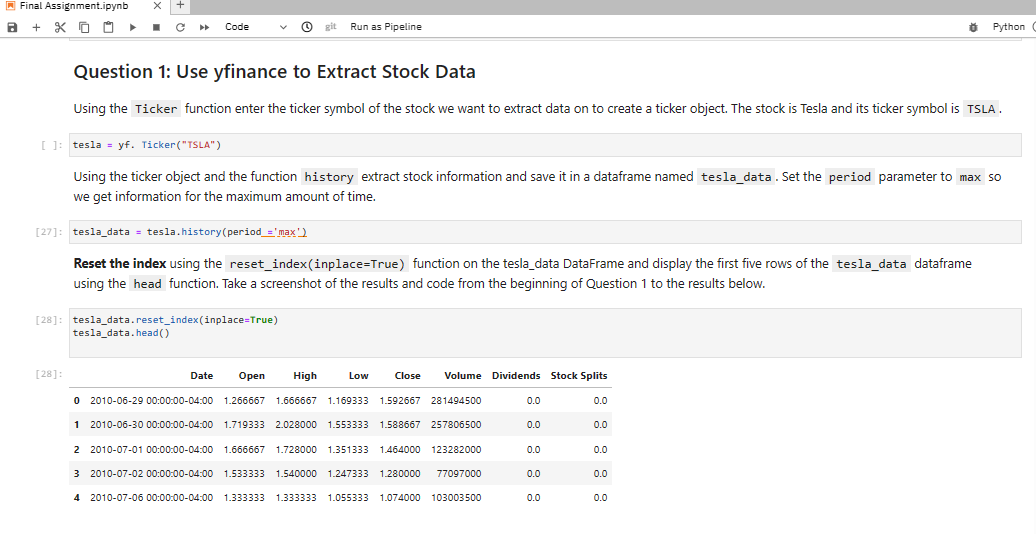 Final Assignment.ipynb × +
Code git Run as Pipeline Python
Question 1: Use yfinance to Extract Stock Data
Using the Ticker function enter the ticker symbol of the stock we want to extract data on to create a ticker object. The stock is Tesla and its ticker symbol is TSLA .
[ ]: tesla = yf. Ticker("TSLA")
Using the ticker object and the function history extract stock information and save it in a dataframe named tesla_data . Set the period parameter to max so
we get information for the maximum amount of time.
[27]: tesla_data = tesla.history(period ='max')
Reset the index using the reset_index(inplace=True) function on the tesla_data DataFrame and display the first five rows of the tesla_data dataframe
using the head function. Take a screenshot of the results and code from the beginning of Question 1 to the results below.
[28]: tesla_data.reset_index(inplace=True)
tesla_data.head()
[28]:
Date Open High Low Close Volume Dividends Stock Splits
0 2010-06-29 00:00:00-04:00 1.266667 1.666667 1.169333 1.592667 281494500 0.0 0.0
1 2010-06-30 00:00:00-04:00 1.719333 2.028000 1.553333 1.588667 257806500 0.0 0.0
2 2010-07-01 00:00:00-04:00 1.666667 1.728000 1.351333 1.464000 123282000 0.0 0.0
3 2010-07-02 00:00:00-04:00 1.533333 1.540000 1.247333 1.280000 77097000 0.0 0.0
4 2010-07-06 00:00:00-04:00 1.333333 1.333333 1.055333 1.074000 103003500 0.0 0.0